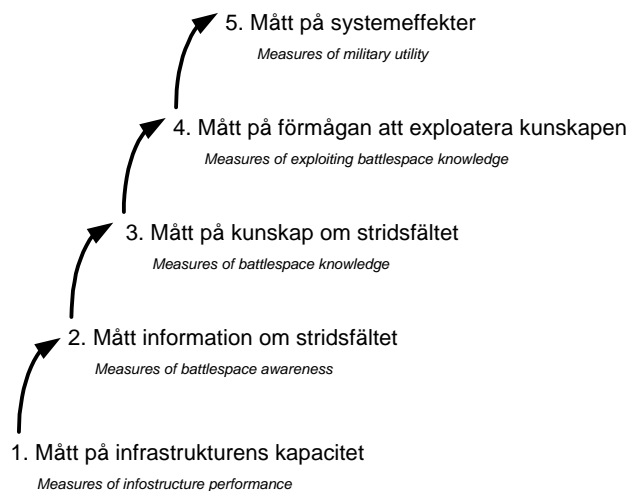 5. Mått på systemeffekter
Measures of military utility
4. Mått på förmågan att exploatera kunskapen
Measures of exploiting battlespace knowledge
3. Mått på kunskap om stridsfältet
Measures of battlespace knowledge
2. Mått information om stridsfältet
Measures of battlespace awareness
1. Mått på infrastrukturens kapacitet
Measures of infostructure performance